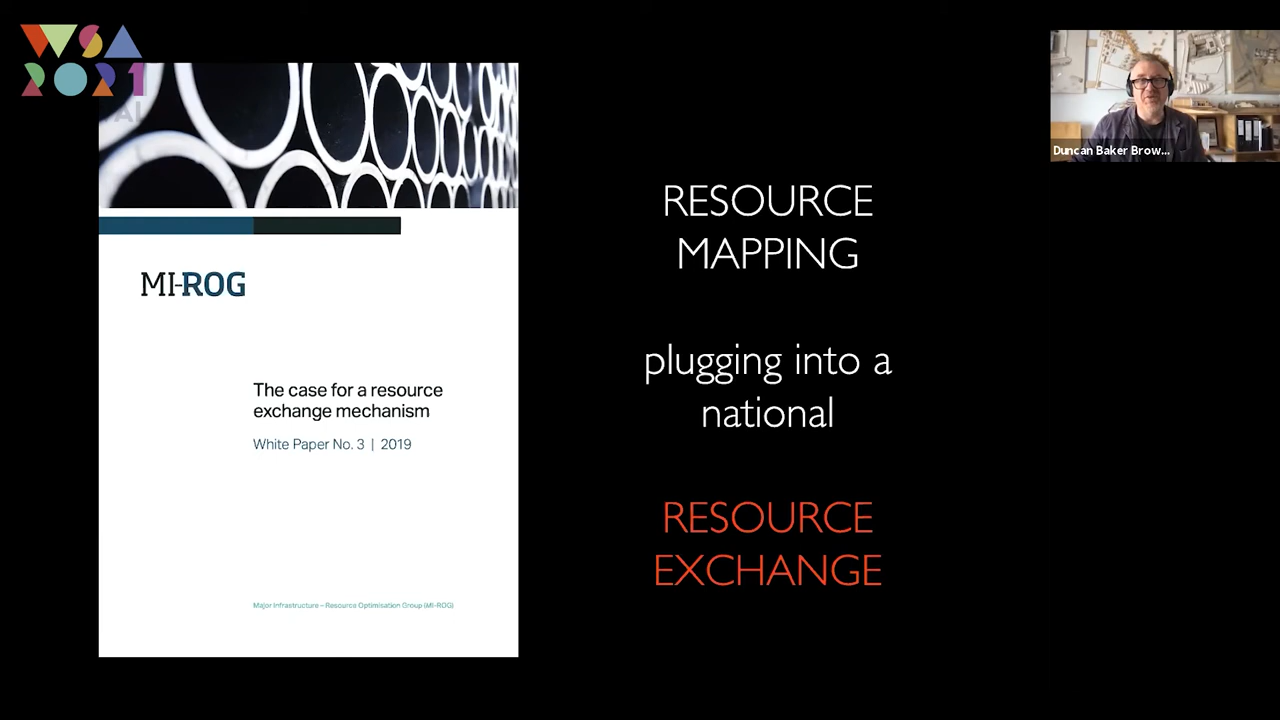 WSA
2021
AI
Duncan Baker Brow...
MI-ROG
The case for a resource
exchange mechanism
White Paper No. 3 | 2019
Major Infrastructure – Resource Optimisation Group (MI-ROG)
RESOURCE
MAPPING
plugging into a
national
RESOURCE
EXCHANGE